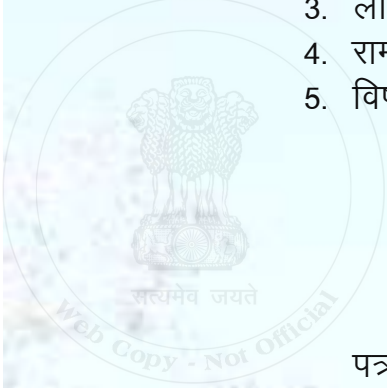 3.
4. राम
5.
सत्यमेव जयते
Web Copy - Not Official
पत्र